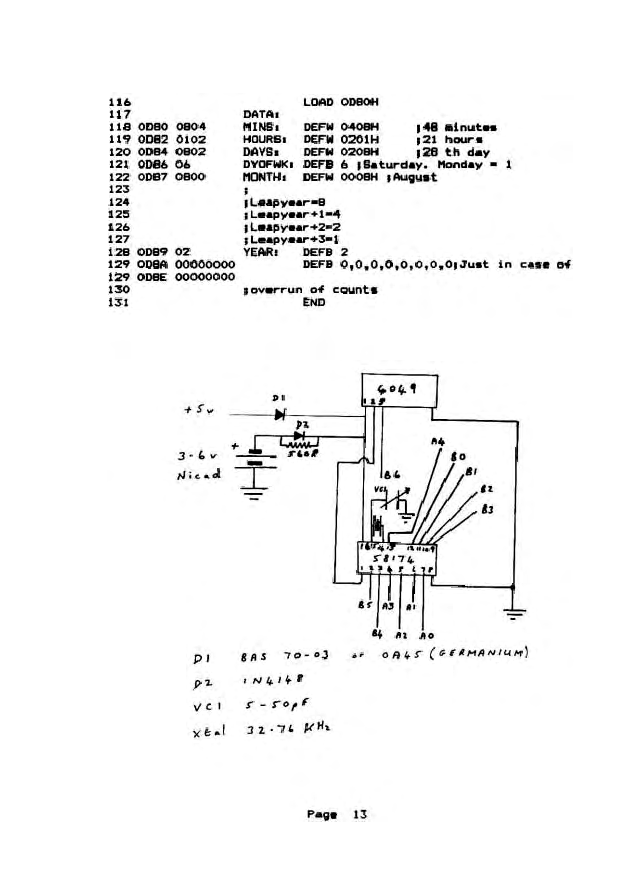 116 LOAD 0D80H
117 DATA:
118 0D80 0804 MINS: DEFW 0408H ;48 minutes
119 0D82 0102 HOURS: DEFW 0201H ;21 hours
120 0D84 0802 DAYS: DEFW 0208H ;28 th day
121 0D86 06 DYOFWK: DEFB 6 ;Saturday. Monday = 1
122 0D87 0800 MONTH: DEFW 0008H ;August
123 ;
124 ;Leapyear=8
125 ;Leapyear+1=4
126 ;Leapyear+2=2
127 ;Leapyear+3=1
128 0D89 02 YEAR: DEFB 2
129 0D8A 00000000 DEFB 0,0,0,0,0,0,0,0;Just in case of
129 0D8E 00000000
130 ;overrun of counts
131 END
4049
1 2 8
+5v
D1
D2
560R
3-6v
+
Nicad
A4
B0
B1
B2
B3
B6
VC1
16 15 14 13 12 11 10 9
58174
1 2 3 4 5 6 7 8
B5 A3 A1
B4 A2 A0
D1 BAS 70-03 or OA45 (GERMANIUM)
D2 1N4148
VC1 5-50pF
Xtal 32.76 KHz
Page 13